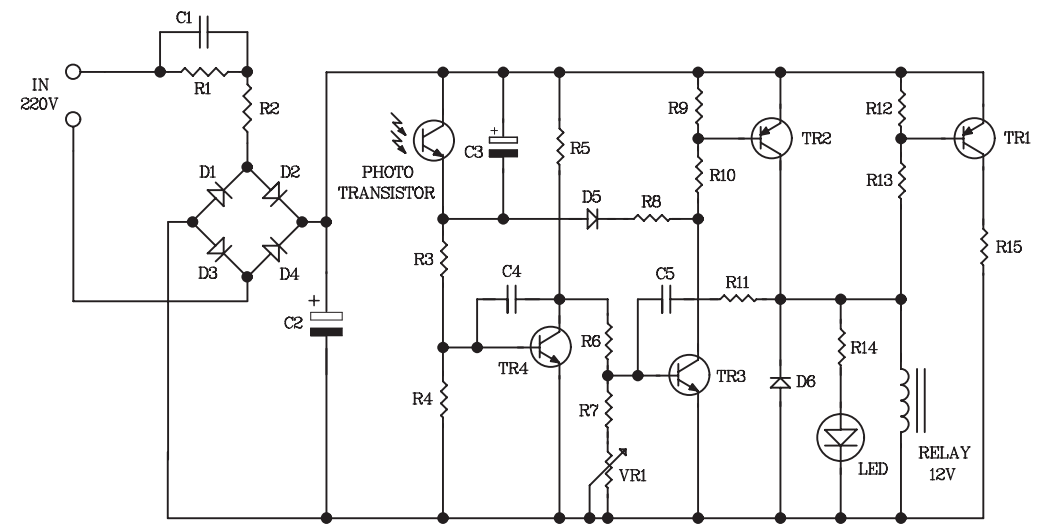 C1
IN
220V
R1
R2
R9
R12
C3
+
R5
TR2
TR1
PHOTO
TRANSISTOR
D1
D2
R10
R13
D5
R8
R3
R15
D3
D4
C4
C5
R11
+
C2
R6
R14
TR4
TR3
D6
R4
R7
VR1
LED
RELAY
12V